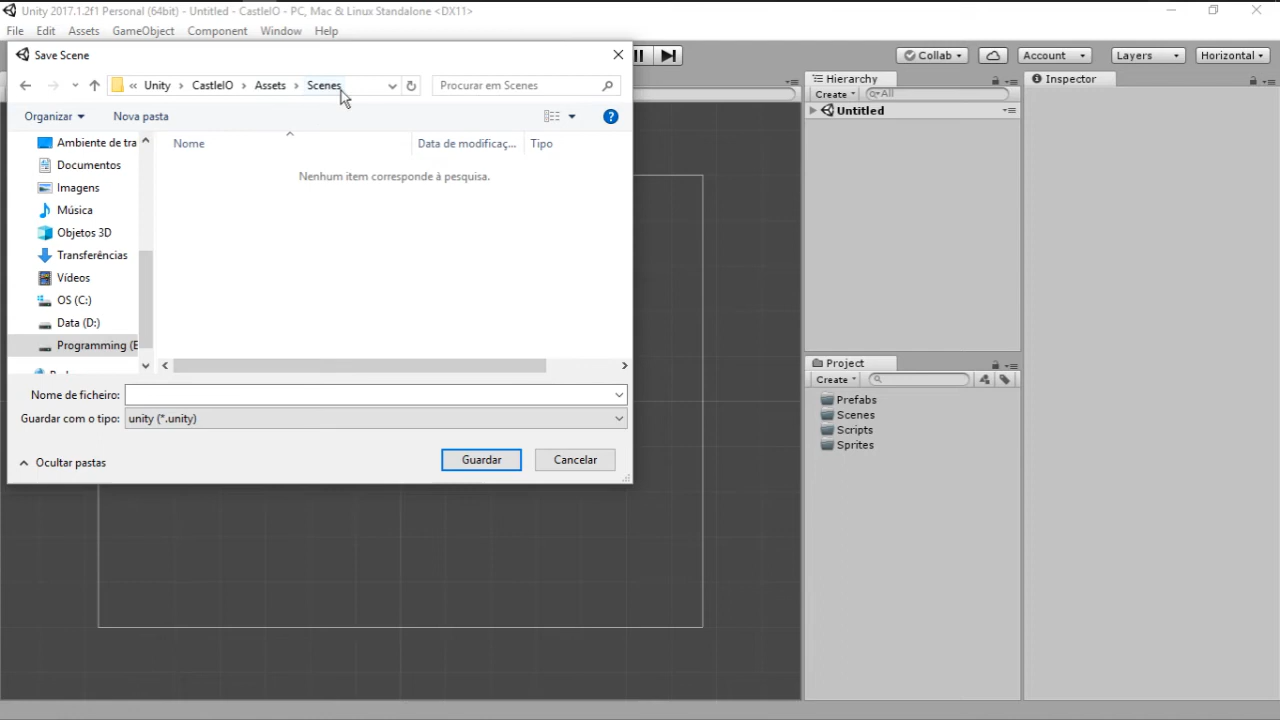 Unity 2017.1.2f1 Personal (64bit) - Untitled - CastleIO - PC, Mac & Linux Standalone <DX11>
File Edit Assets GameObject Component Window Help
Save Scene
Collab Account Layers Horizontal
« Unity › CastleIO › Assets › Scenes
Procurar em Scenes
Hierarchy
Inspector
Create
All
Untitled
Organizar
Nova pasta
?
Nome
Data de modificaç...
Tipo
Nenhum item corresponde à pesquisa.
Ambiente de tra
Documentos
Imagens
Música
Objetos 3D
Transferências
Vídeos
OS (C:)
Data (D:)
Programming (E
Nome de ficheiro:
Guardar com o tipo: unity (*.unity)
Ocultar pastas
Guardar
Cancelar
Project
Create
Prefabs
Scenes
Scripts
Sprites